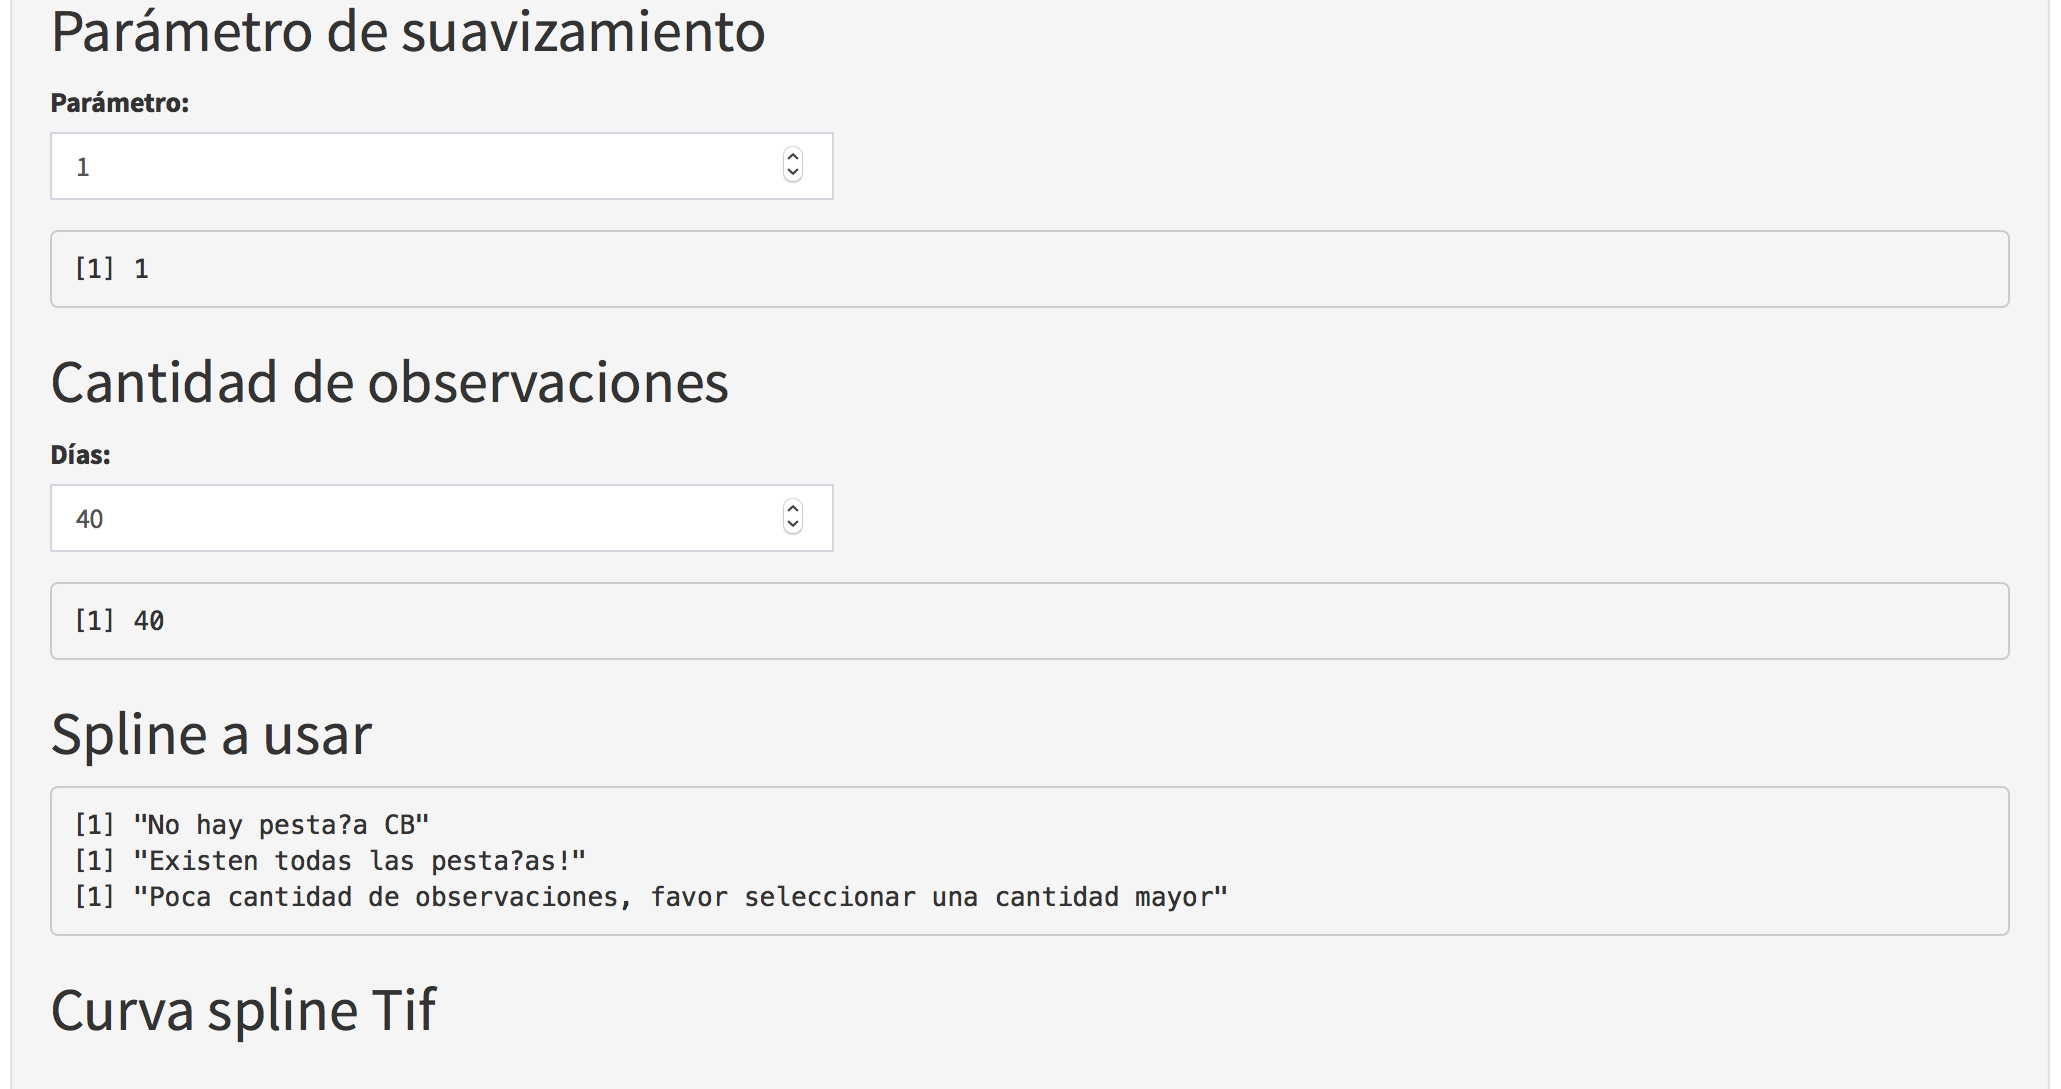 Parámetro de suavizamiento
Parámetro:
1
[1] 1
Cantidad de observaciones
Días:
40
[1] 40
Spline a usar
[1] "No hay pesta?a CB"
[1] "Existen todas las pesta?as!"
[1] "Poca cantidad de observaciones, favor seleccionar una cantidad mayor"
Curva spline Tif